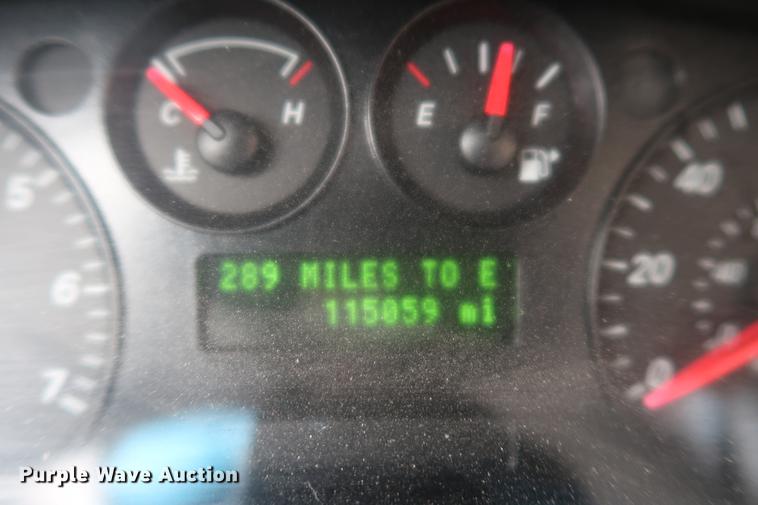 C H
E F
5
6
7
289 MILES TO E
115059 mi
40
20 40
0
Purple Wave Auction